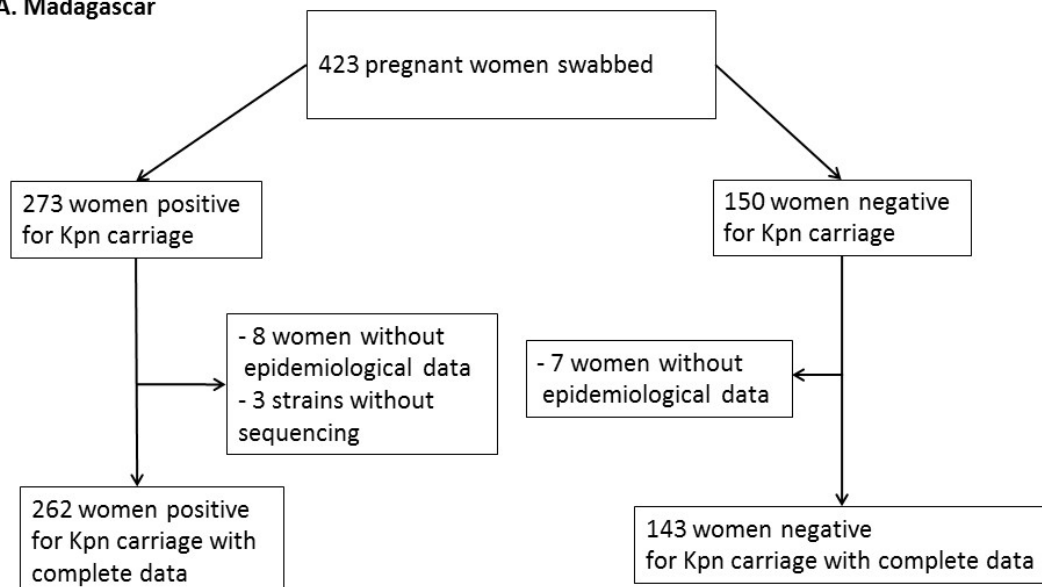 A. Madagascar
423 pregnant women swabbed
273 women positive
for Kpn carriage
150 women negative
for Kpn carriage
- 8 women without
epidemiological data
- 3 strains without
sequencing
- 7 women without
epidemiological data
262 women positive
for Kpn carriage with
complete data
143 women negative
for Kpn carriage with complete data